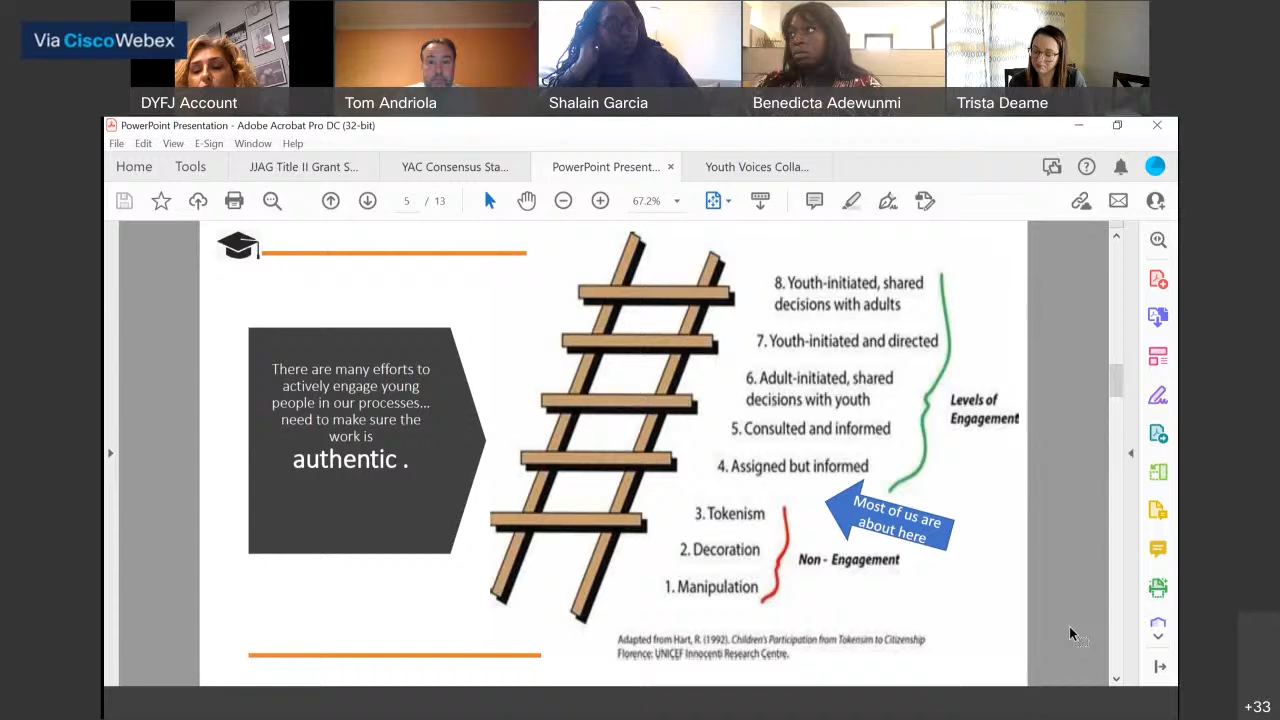 Via Cisco Webex
DYFJ Account
Tom Andriola
Shalain Garcia
Benedicta Adewunmi
Trista Deame
PowerPoint Presentation - Adobe Acrobat Pro DC (32-bit)
File Edit View E-Sign Window Help
Home Tools JJAG Title II Grant S... YAC Consensus Sta... PowerPoint Present... × Youth Voices Colla...
5 / 13 67.2%
There are many efforts to
actively engage young
people in our processes...
need to make sure the
work is
authentic .
8. Youth-initiated, shared
decisions with adults
7. Youth-initiated and directed
6. Adult-initiated, shared
decisions with youth
5. Consulted and informed
4. Assigned but informed
Levels of
Engagement
Most of us are
about here
3. Tokenism
2. Decoration
1. Manipulation
Non - Engagement
Adapted from Hart, R. (1992). Children's Participation from Tokensim to Citizenship
Florence: UNICEF Innocenti Research Centre.
+33